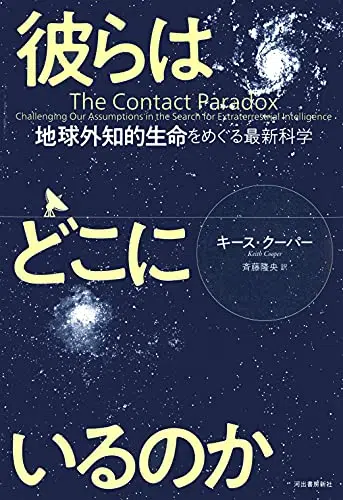 彼らは
The Contact Paradox
Challenging Our Assumptions in the Search for Extraterrestrial Intelligence
地球外知的生命をめぐる最新科学
どこに
キース・クーパー
Keith Cooper
斉藤隆央 訳
いるのか
河出書房新社